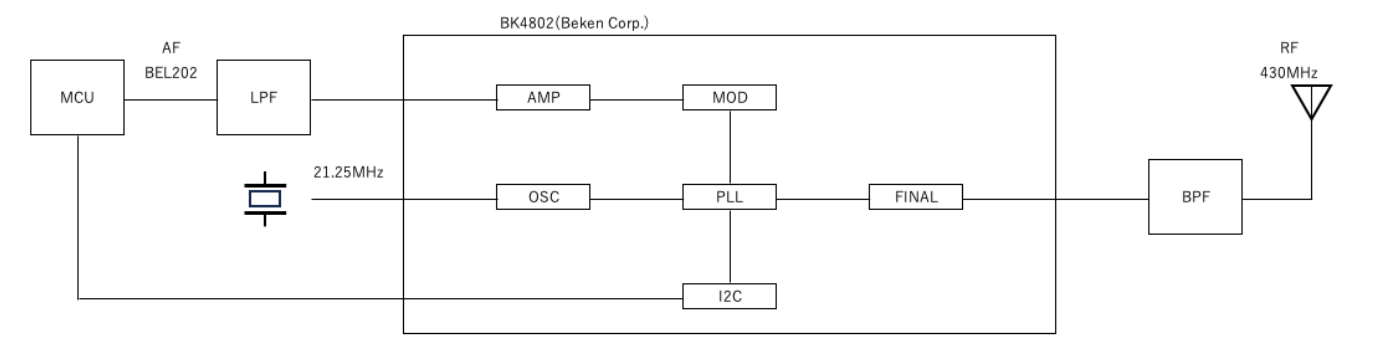 BK4802(Beken Corp.)
AF
BEL202
RF
430MHz
MCU
LPF
AMP
MOD
21.25MHz
OSC
PLL
FINAL
BPF
I2C